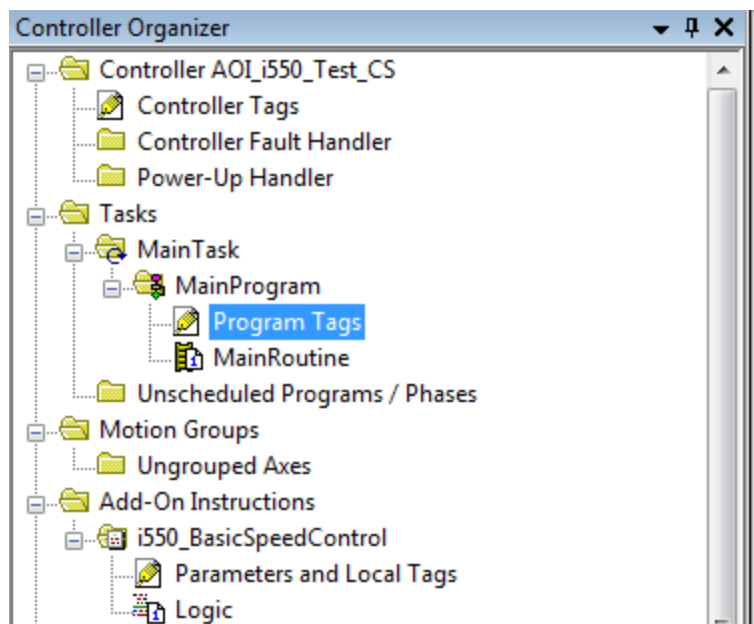 Controller Organizer
Controller AOI_i550_Test_CS
Controller Tags
Controller Fault Handler
Power-Up Handler
Tasks
MainTask
MainProgram
Program Tags
MainRoutine
Unscheduled Programs / Phases
Motion Groups
Ungrouped Axes
Add-On Instructions
i550_BasicSpeedControl
Parameters and Local Tags
Logic